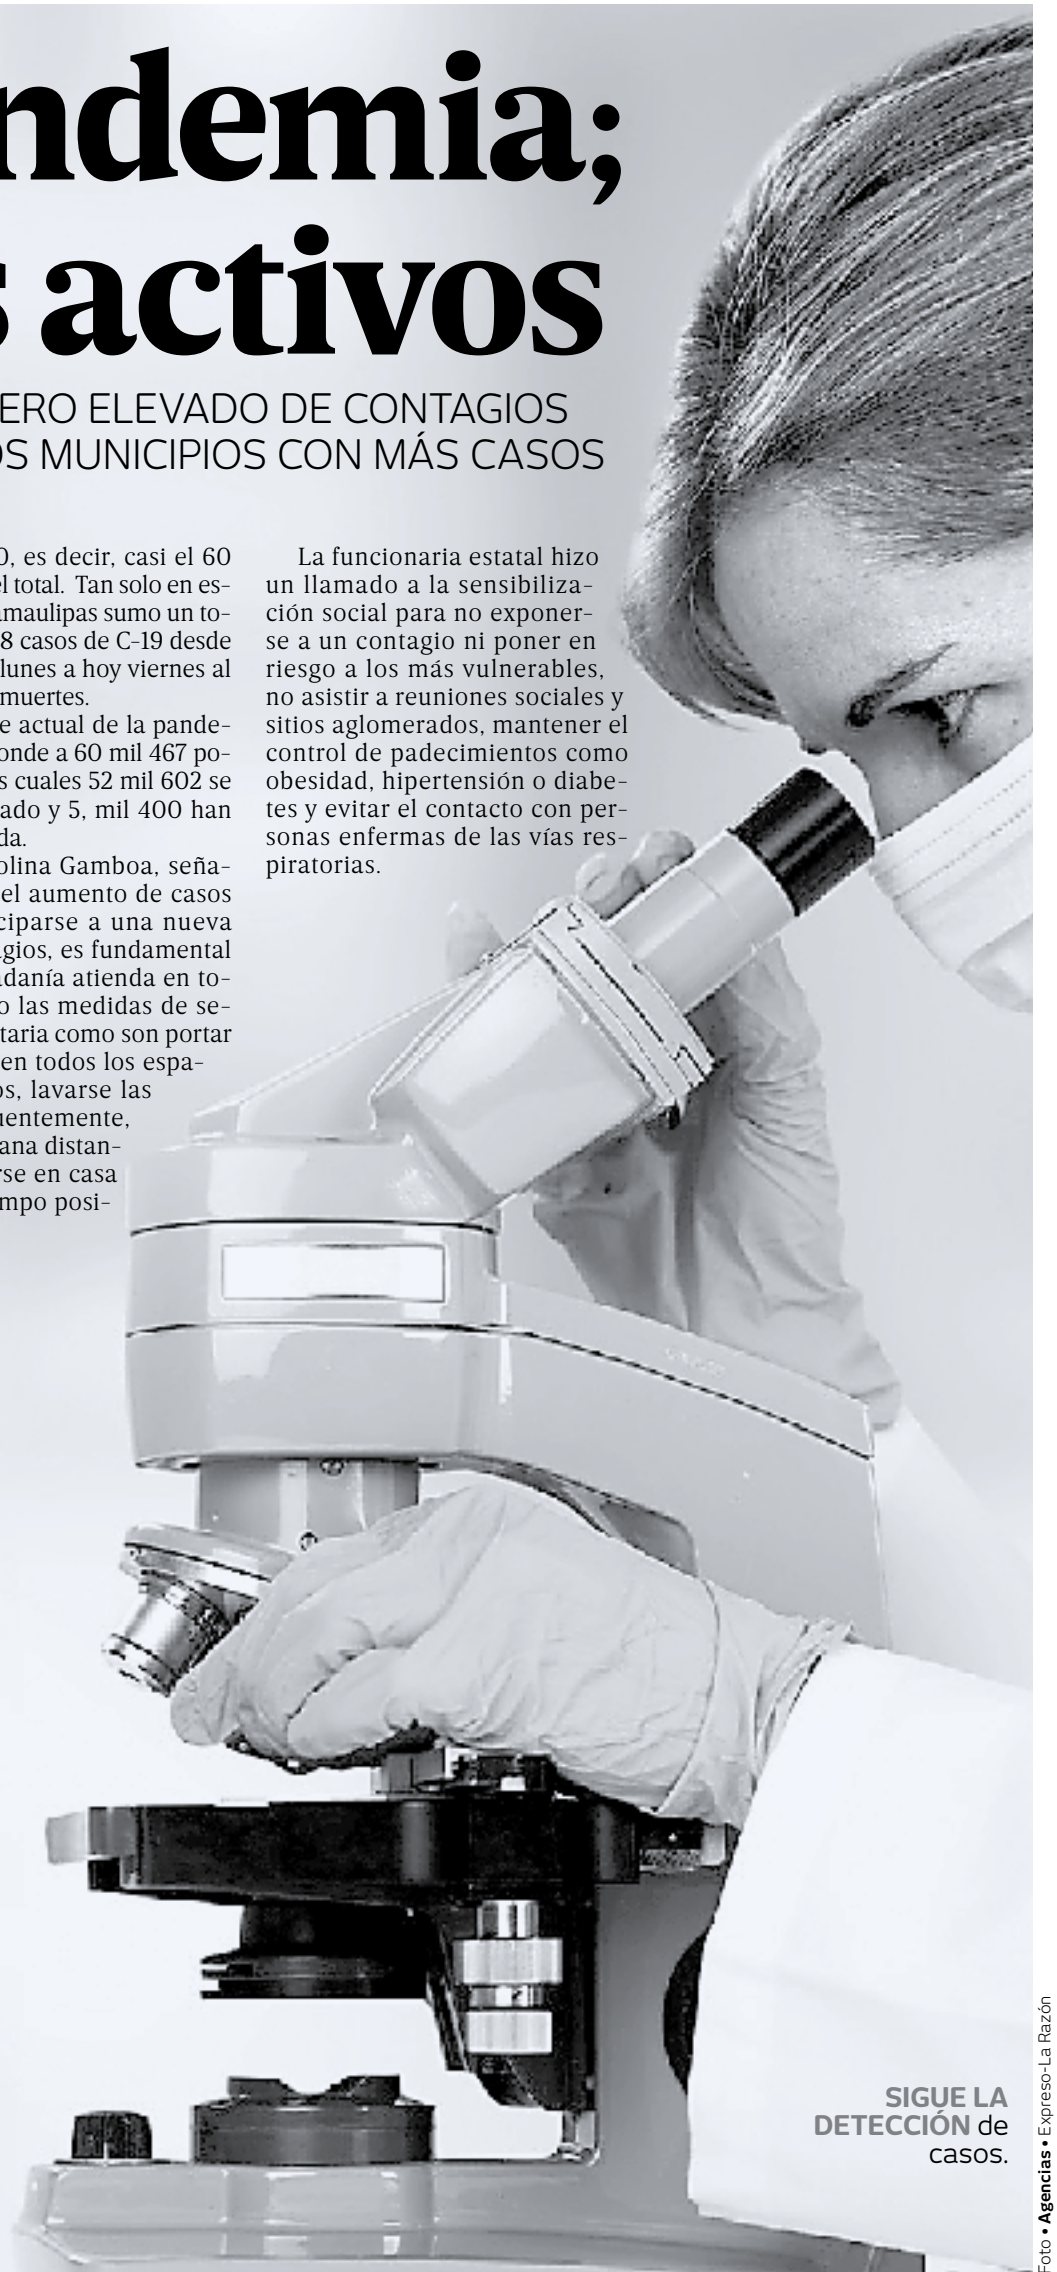 ndemia;
s activos
ERO ELEVADO DE CONTAGIOS
OS MUNICIPIOS CON MÁS CASOS
0, es decir, casi el 60
el total. Tan solo en es-
amaulipas sumo un to-
8 casos de C-19 desde
lunes a hoy viernes al
muertes.
e actual de la pande-
onde a 60 mil 467 po-
s cuales 52 mil 602 se
ado y 5, mil 400 han
da.
olina Gamboa, seña-
el aumento de casos
ciparse a una nueva
agios, es fundamental
adanía atienda en to-
o las medidas de se-
taria como son portar
en todos los espa-
os, lavarse las
uentemente,
ana distan-
rse en casa
mpo posi-
La funcionaria estatal hizo
un llamado a la sensibiliza-
ción social para no exponer-
se a un contagio ni poner en
riesgo a los más vulnerables,
no asistir a reuniones sociales y
sitios aglomerados, mantener el
control de padecimientos como
obesidad, hipertensión o diabe-
tes y evitar el contacto con per-
sonas enfermas de las vías res-
piratorias.
SIGUE LA
DETECCIÓN de
casos.
Foto • Agencias • Expreso-La Razón